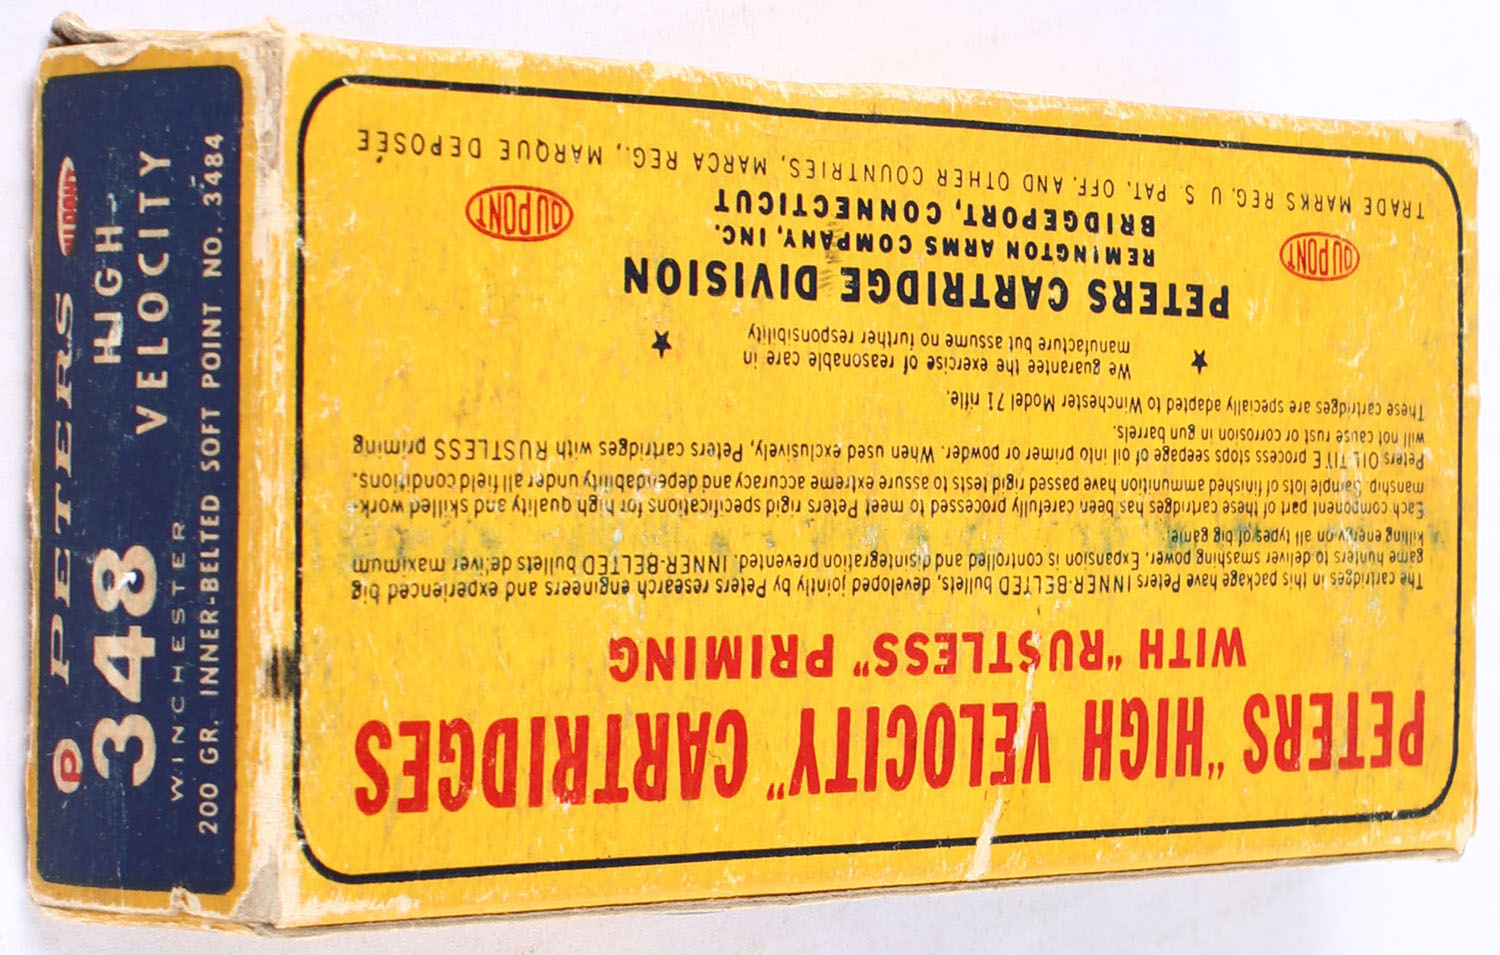 PETERS "HIGH VELOCITY" CARTRIDGES
WITH "RUSTLESS" PRIMING
The cartridges in this package have Peters INNER-BELTED bullets, developed jointly by Peters research engineers and experienced big
game hunters to deliver smashing power. Expansion is controlled and disintegration prevented. INNER-BELTED bullets deliver maximum
killing energy on all types of big game.
Each component part of these cartridges has been carefully processed to meet Peters rigid specifications for high quality and skilled work-
manship. Sample lots of finished ammunition have passed rigid tests to assure extreme accuracy and dependability under all field conditions.
Peters OIL-TITE process stops seepage of oil into primer or powder. When used exclusively, Peters cartridges with RUSTLESS priming
will not cause rust or corrosion in gun barrels.
These cartridges are specially adapted to Winchester Model 71 rifle.
We guarantee the exercise of reasonable care in
manufacture but assume no further responsibility
PETERS CARTRIDGE DIVISION
REMINGTON ARMS COMPANY, INC.
BRIDGEPORT, CONNECTICUT
DU PONT
DU PONT
TRADE MARKS REG. U. S. PAT. OFF. AND OTHER COUNTRIES, MARCA REG., MARQUE DEPOSÉE
P PETERS DU PONT
348 HIGH
WINCHESTER VELOCITY
200 GR. INNER-BELTED SOFT POINT NO. 3484